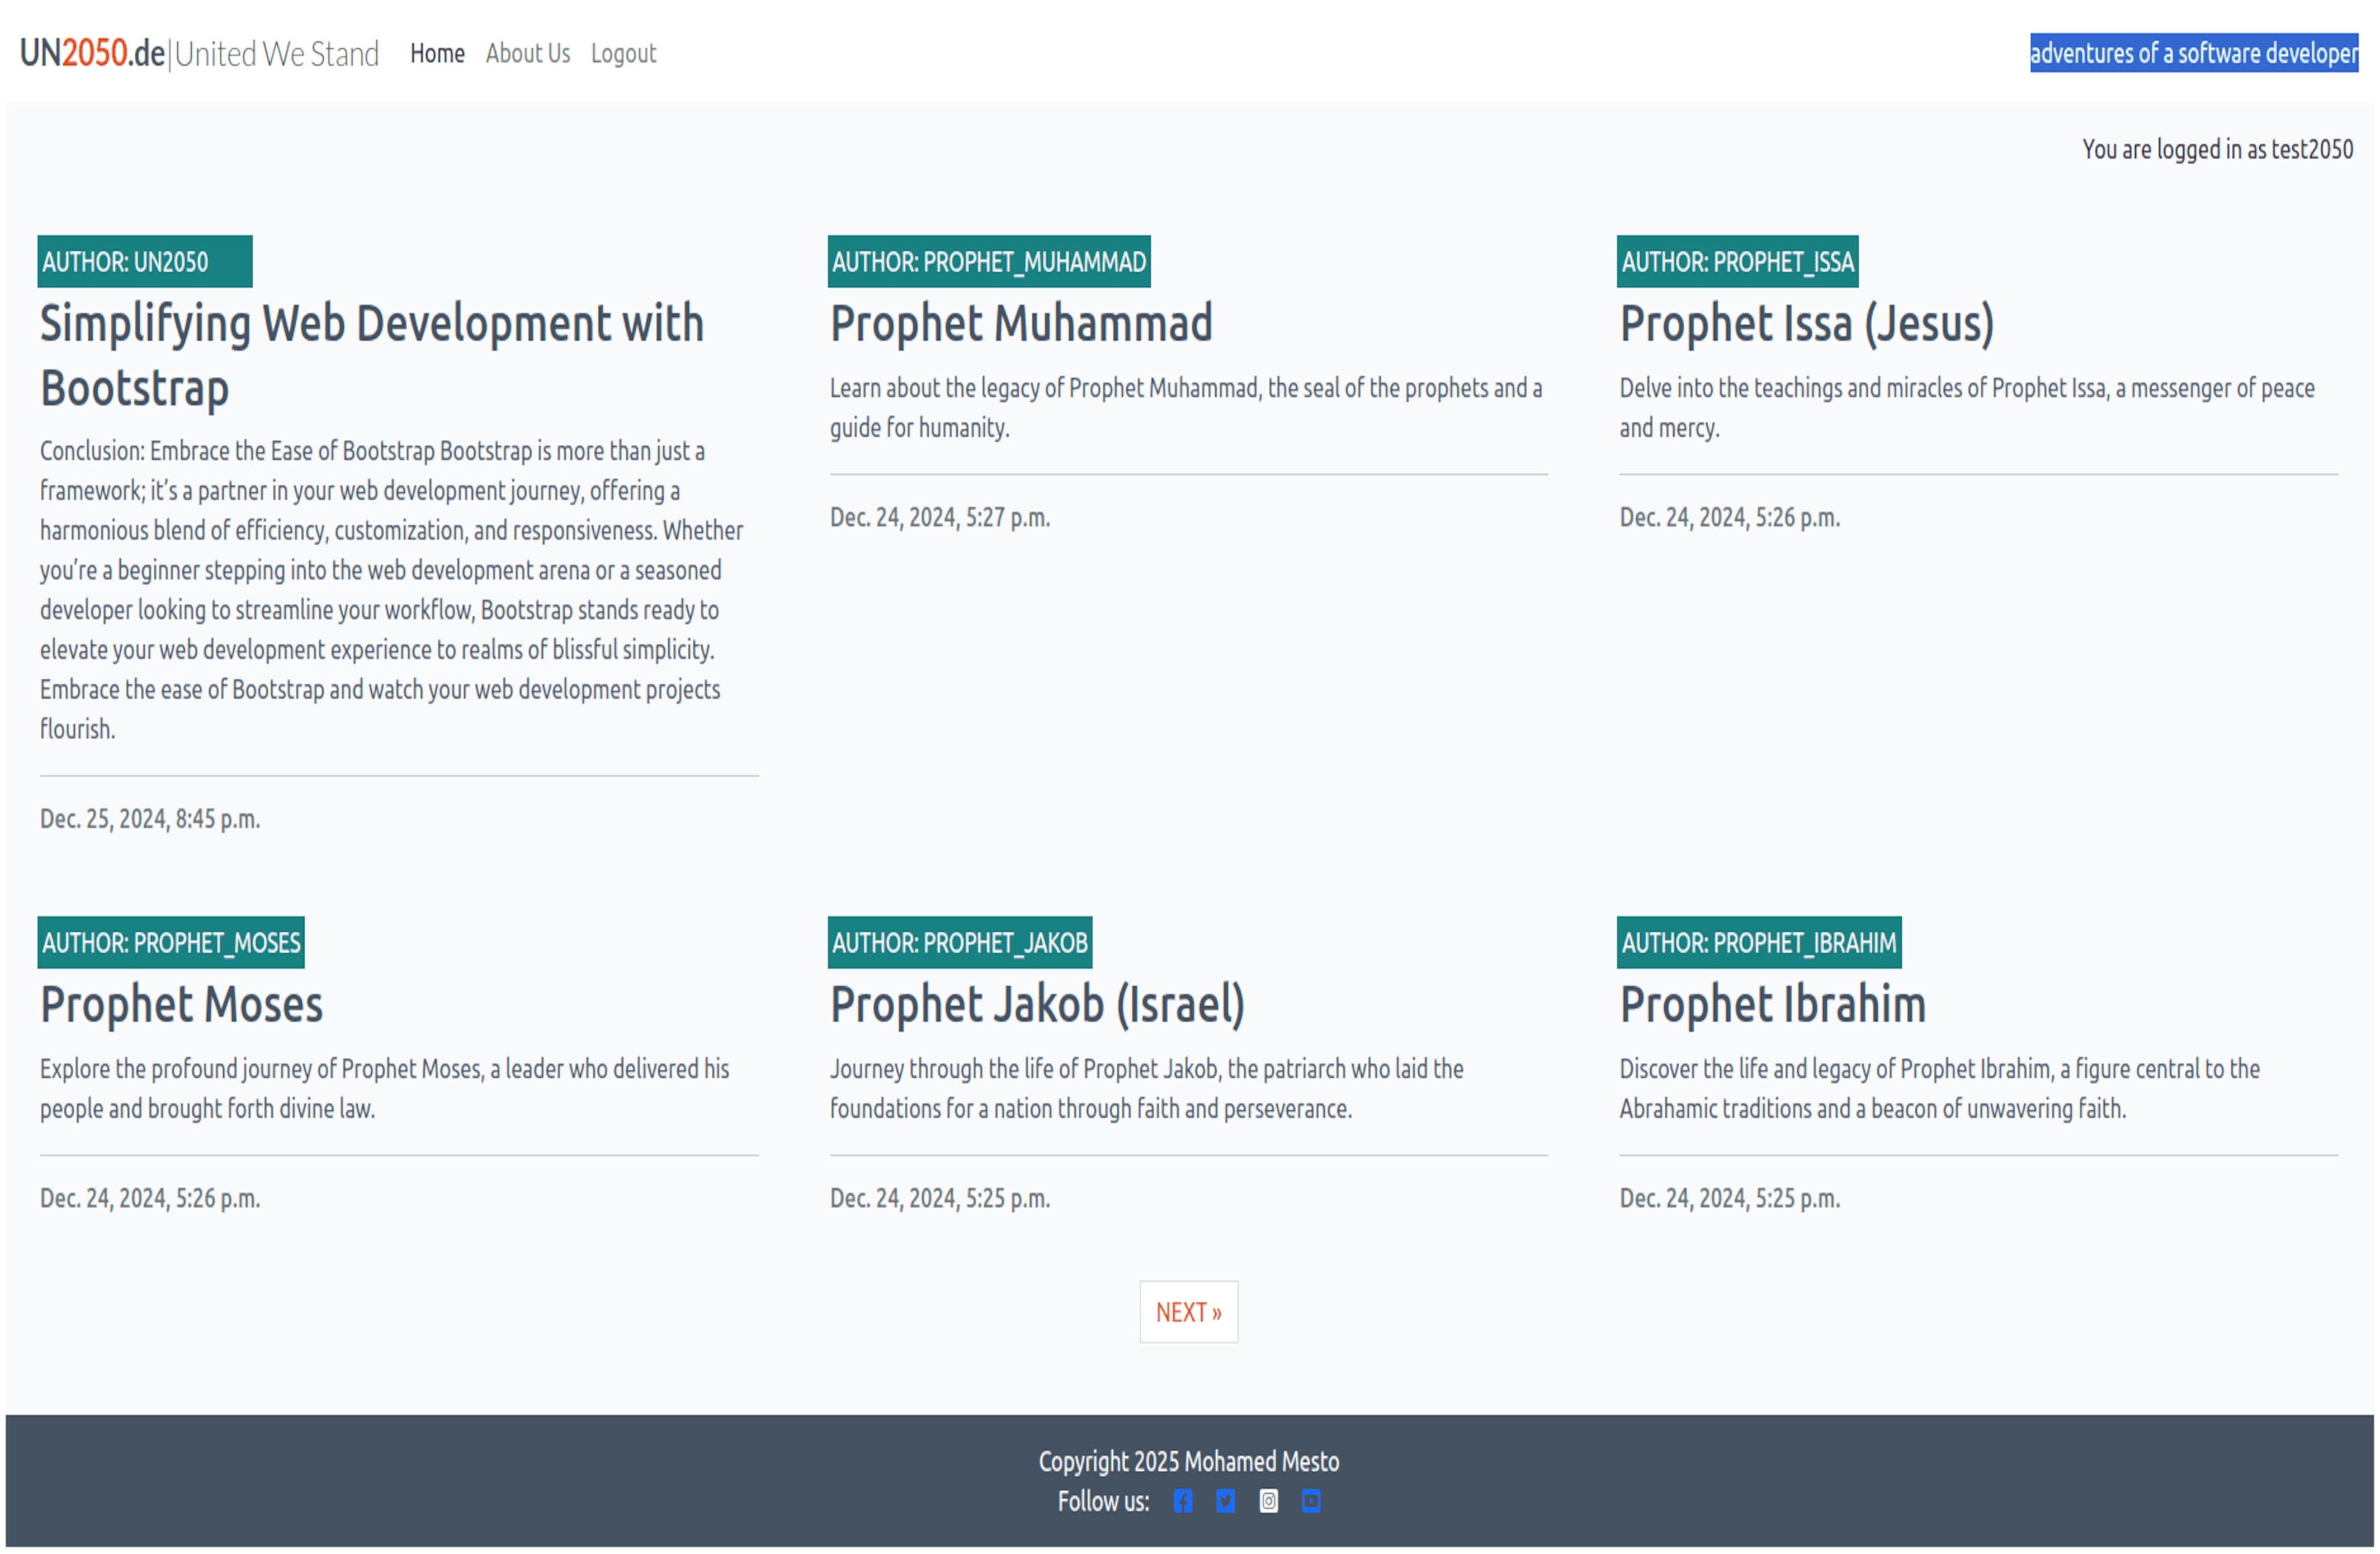 UN2050.de|United We Stand Home About Us Logout adventures of a software developer
You are logged in as test2050
AUTHOR: UN2050
Simplifying Web Development with
Bootstrap
Conclusion: Embrace the Ease of Bootstrap Bootstrap is more than just a
framework; it's a partner in your web development journey, offering a
harmonious blend of efficiency, customization, and responsiveness. Whether
you're a beginner stepping into the web development arena or a seasoned
developer looking to streamline your workflow, Bootstrap stands ready to
elevate your web development experience to realms of blissful simplicity.
Embrace the ease of Bootstrap and watch your web development projects
flourish.
Dec. 25, 2024, 8:45 p.m.
AUTHOR: PROPHET_MUHAMMAD
Prophet Muhammad
Learn about the legacy of Prophet Muhammad, the seal of the prophets and a
guide for humanity.
Dec. 24, 2024, 5:27 p.m.
AUTHOR: PROPHET_ISSA
Prophet Issa (Jesus)
Delve into the teachings and miracles of Prophet Issa, a messenger of peace
and mercy.
Dec. 24, 2024, 5:26 p.m.
AUTHOR: PROPHET_MOSES
Prophet Moses
Explore the profound journey of Prophet Moses, a leader who delivered his
people and brought forth divine law.
Dec. 24, 2024, 5:26 p.m.
AUTHOR: PROPHET_JAKOB
Prophet Jakob (Israel)
Journey through the life of Prophet Jakob, the patriarch who laid the
foundations for a nation through faith and perseverance.
Dec. 24, 2024, 5:25 p.m.
AUTHOR: PROPHET_IBRAHIM
Prophet Ibrahim
Discover the life and legacy of Prophet Ibrahim, a figure central to the
Abrahamic traditions and a beacon of unwavering faith.
Dec. 24, 2024, 5:25 p.m.
NEXT »
Copyright 2025 Mohamed Mesto
Follow us: